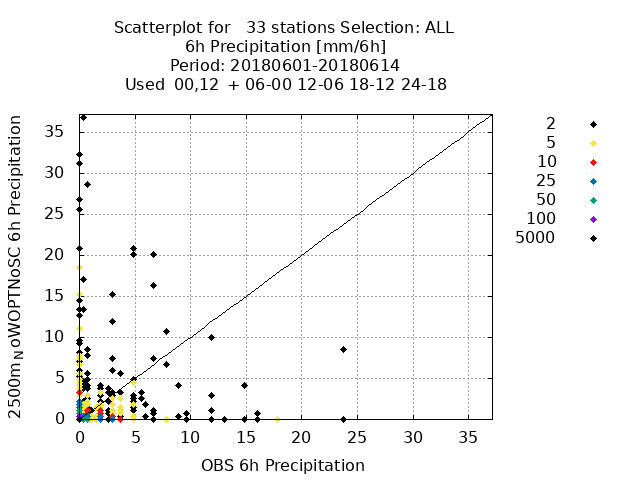 Scatterplot for   33 stations Selection: ALL
6h Precipitation [mm/6h]
Period: 20180601-20180614
Used  00,12  + 06-00 12-06 18-12 24-18
2500m_NoWOPTNoSC 6h Precipitation
35
30
25
20
15
10
5
0
0 5 10 15 20 25 30 35
OBS 6h Precipitation
2
5
10
25
50
100
5000